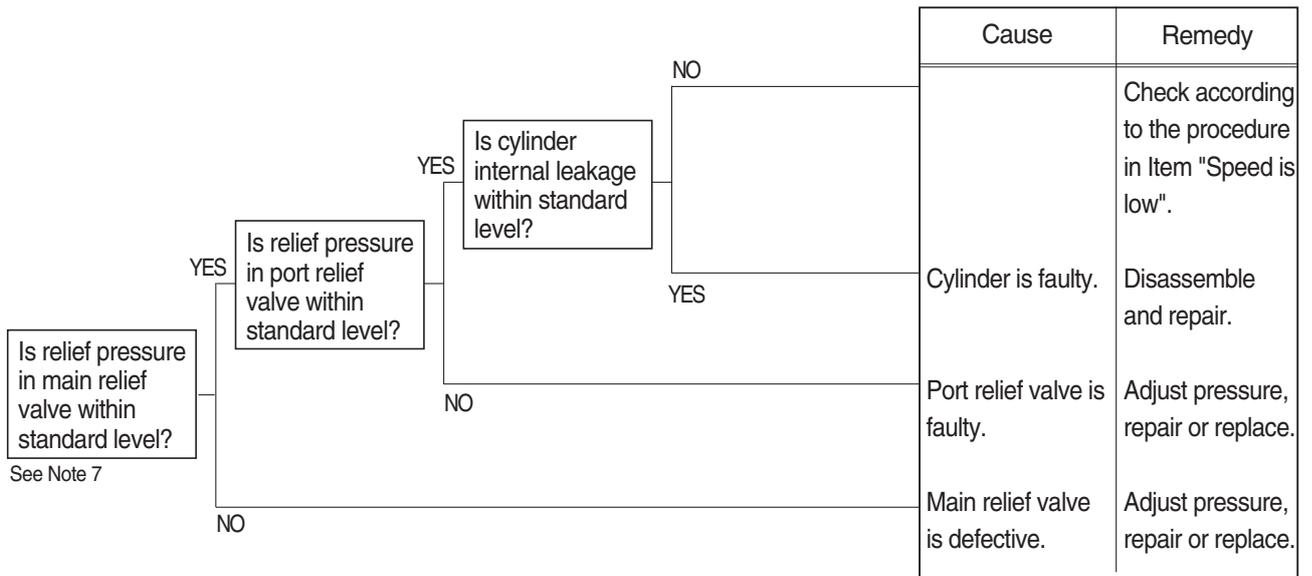 Cause
Remedy
NO
Check according
to the procedure
in Item "Speed is
low".
Is cylinder
internal leakage
within standard
level?
YES
Is relief pressure
in port relief
valve within
standard level?
YES
Cylinder is faulty.
Disassemble
and repair.
YES
Is relief pressure
in main relief
valve within
standard level?
See Note 7
Port relief valve is
faulty.
Adjust pressure,
repair or replace.
NO
Main relief valve
is defective.
Adjust pressure,
repair or replace.
NO